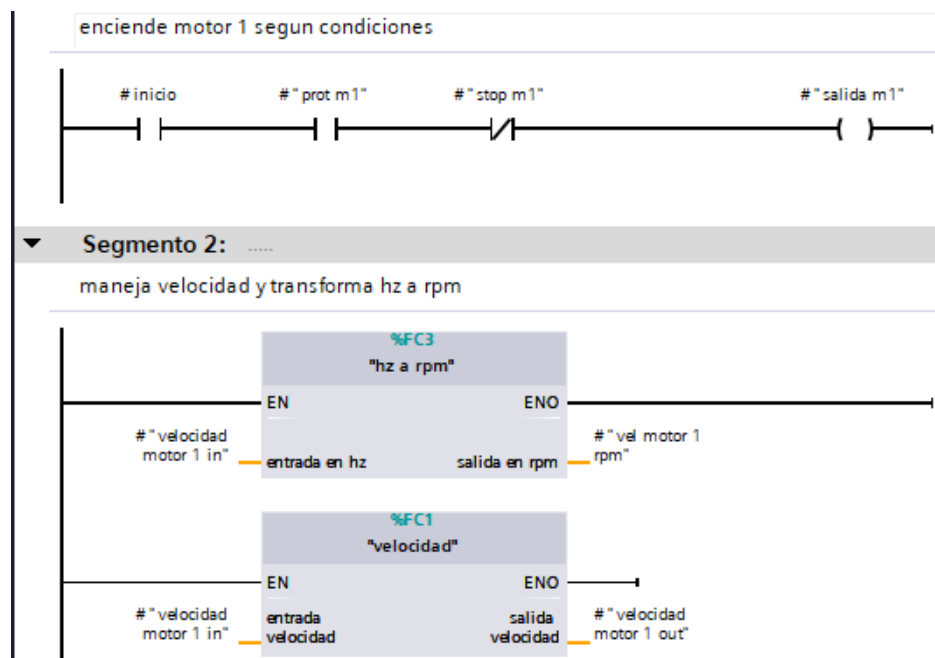 enciende motor 1 segun condiciones
#inicio
#"prot m1"
#"stop m1"
#"salida m1"
Segmento 2: .....
maneja velocidad y transforma hz a rpm
%FC3
"hz a rpm"
EN
ENO
#"velocidad
motor 1 in"
entrada en hz
salida en rpm
#"vel motor 1
rpm"
%FC1
"velocidad"
EN
ENO
#"velocidad
motor 1 in"
entrada
velocidad
salida
velocidad
#"velocidad
motor 1 out"